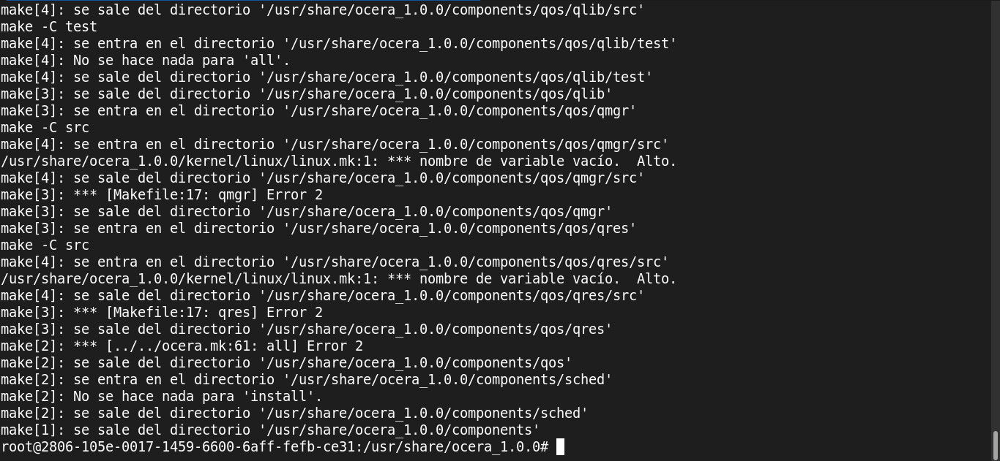 make[4]: se sale del directorio '/usr/share/ocera_1.0.0/components/qos/qlib/src'
make -C test
make[4]: se entra en el directorio '/usr/share/ocera_1.0.0/components/qos/qlib/test'
make[4]: No se hace nada para 'all'.
make[4]: se sale del directorio '/usr/share/ocera_1.0.0/components/qos/qlib/test'
make[3]: se sale del directorio '/usr/share/ocera_1.0.0/components/qos/qlib'
make[3]: se entra en el directorio '/usr/share/ocera_1.0.0/components/qos/qmgr'
make -C src
make[4]: se entra en el directorio '/usr/share/ocera_1.0.0/components/qos/qmgr/src'
/usr/share/ocera_1.0.0/kernel/linux/linux.mk:1: *** nombre de variable vacío.  Alto.
make[4]: se sale del directorio '/usr/share/ocera_1.0.0/components/qos/qmgr/src'
make[3]: *** [Makefile:17: qmgr] Error 2
make[3]: se sale del directorio '/usr/share/ocera_1.0.0/components/qos/qmgr'
make[3]: se entra en el directorio '/usr/share/ocera_1.0.0/components/qos/qres'
make -C src
make[4]: se entra en el directorio '/usr/share/ocera_1.0.0/components/qos/qres/src'
/usr/share/ocera_1.0.0/kernel/linux/linux.mk:1: *** nombre de variable vacío.  Alto.
make[4]: se sale del directorio '/usr/share/ocera_1.0.0/components/qos/qres/src'
make[3]: *** [Makefile:17: qres] Error 2
make[3]: se sale del directorio '/usr/share/ocera_1.0.0/components/qos/qres'
make[2]: *** [../../ocera.mk:61: all] Error 2
make[2]: se sale del directorio '/usr/share/ocera_1.0.0/components/qos'
make[2]: se entra en el directorio '/usr/share/ocera_1.0.0/components/sched'
make[2]: No se hace nada para 'install'.
make[2]: se sale del directorio '/usr/share/ocera_1.0.0/components/sched'
make[1]: se sale del directorio '/usr/share/ocera_1.0.0/components'
root@2806-105e-0017-1459-6600-6aff-fefb-ce31:/usr/share/ocera_1.0.0#